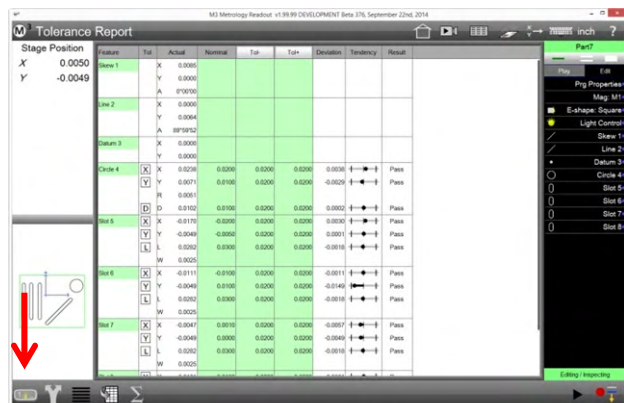 M3 Metrology Readout v1.99.99 DEVELOPMENT Beta 376, September 22nd, 2014
M3 Tolerance Report
inch ?
Stage Position
X 0.0050
Y -0.0049
Feature Tol Actual Nominal Tol- Tol+ Deviation Tendency Result
Skew 1 X 0.0065
Y 0.0000
A 0°00'00
Line 2 X 0.0000
Y 0.0064
A 89°59'52
Datum 3 X 0.0000
Y 0.0000
Circle 4 X X 0.0238 0.0200 0.0200 0.0200 0.0038 Pass
Y Y 0.0071 0.0100 0.0200 0.0200 -0.0029 Pass
R 0.0051
D D 0.0102 0.0100 0.0200 0.0200 0.0002 Pass
Slot 5 X X -0.0170 -0.0200 0.0200 0.0200 0.0030 Pass
Y Y -0.0049 -0.0050 0.0200 0.0200 0.0001 Pass
L L 0.0282 0.0300 0.0200 0.0200 -0.0018 Pass
W 0.0025
Slot 6 X X -0.0111 -0.0100 0.0200 0.0200 -0.0011 Pass
Y Y -0.0049 0.0100 0.0200 0.0200 -0.0149 Pass
L L 0.0282 0.0300 0.0200 0.0200 -0.0018 Pass
W 0.0025
Slot 7 X X -0.0047 0.0010 0.0200 0.0200 -0.0057 Pass
Y Y -0.0049 0.0000 0.0200 0.0200 -0.0049 Pass
L L 0.0282 0.0300 0.0200 0.0200 -0.0018 Pass
W 0.0025
Part7
Play Edit
Prg Properties
Mag: M1
E-shape: Square
Light Control
Skew 1
Line 2
Datum 3
Circle 4
Slot 5
Slot 6
Slot 7
Slot 8
Editing / Inspecting